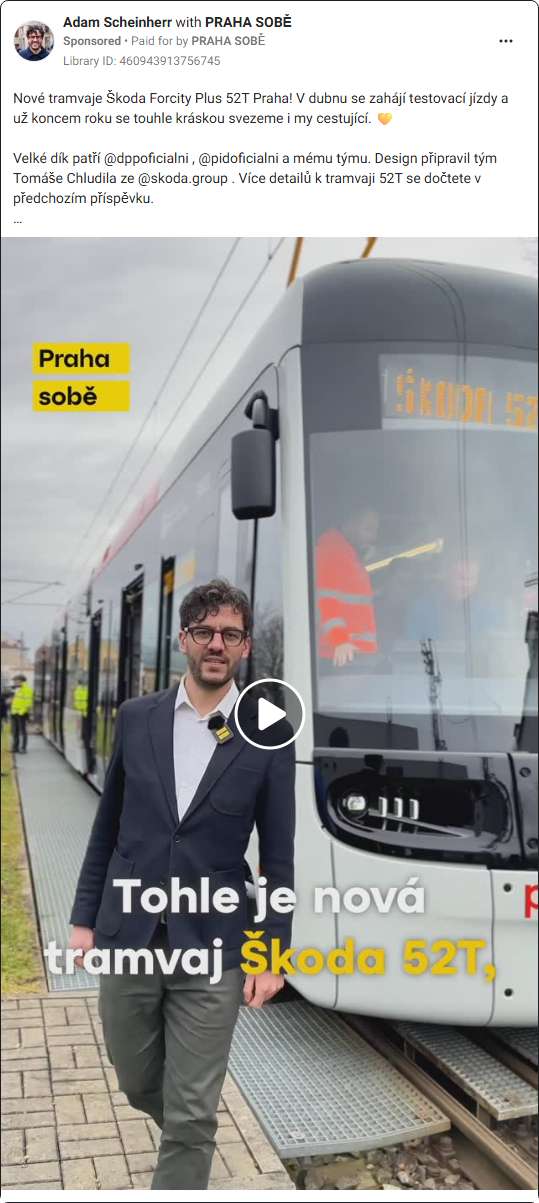 Adam Scheinherr with PRAHA SOBĚ
Sponsored • Paid for by PRAHA SOBĚ
Library ID: 460943913756745
Nové tramvaje Škoda Forcity Plus 52T Praha! V dubnu se zahájí testovací jízdy a
už koncem roku se touhle kráskou svezeme i my cestující. 🧡
Velké dík patří @dppoficialni , @pidoficialni a mému týmu. Design připravil tým
Tomáše Chludila ze @skoda.group . Více detailů k tramvaji 52T se dočtete v
předchozím příspěvku.
...
Praha
sobě
ŠKODA 52
Tohle je nová
tramvaj Škoda 52T,
p